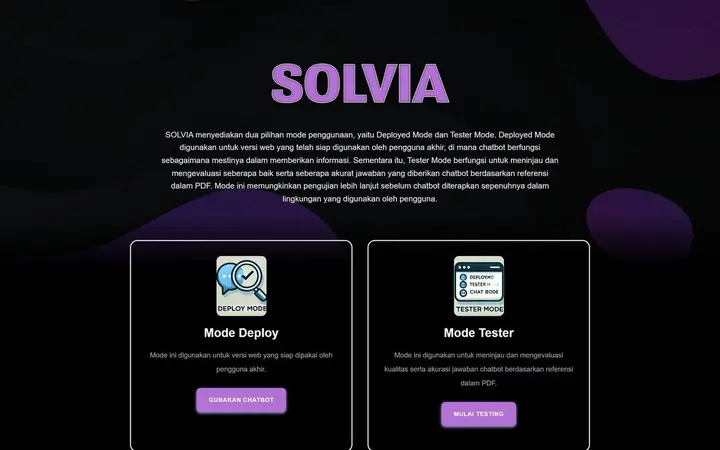 SOLVIA
SOLVIA menyediakan dua pilihan mode penggunaan, yaitu Deployed Mode dan Tester Mode. Deployed Mode
digunakan untuk versi web yang telah siap digunakan oleh pengguna akhir, di mana chatbot berfungsi
sebagaimana mestinya dalam memberikan informasi. Sementara itu, Tester Mode berfungsi untuk meninjau dan
mengevaluasi seberapa baik serta seberapa akurat jawaban yang diberikan chatbot berdasarkan referensi
dalam PDF. Mode ini memungkinkan pengujian lebih lanjut sebelum chatbot diterapkan sepenuhnya dalam
lingkungan yang digunakan oleh pengguna.
DEPLOY MODE
Mode Deploy
Mode ini digunakan untuk versi web yang siap dipakai oleh
pengguna akhir.
GUNAKAN CHATBOT
TESTER
CHAT BODE
TESTER MODE
Mode Tester
Mode ini digunakan untuk meninjau dan mengevaluasi
kualitas serta akurasi jawaban chatbot berdasarkan referensi
dalam PDF.
MULAI TESTING